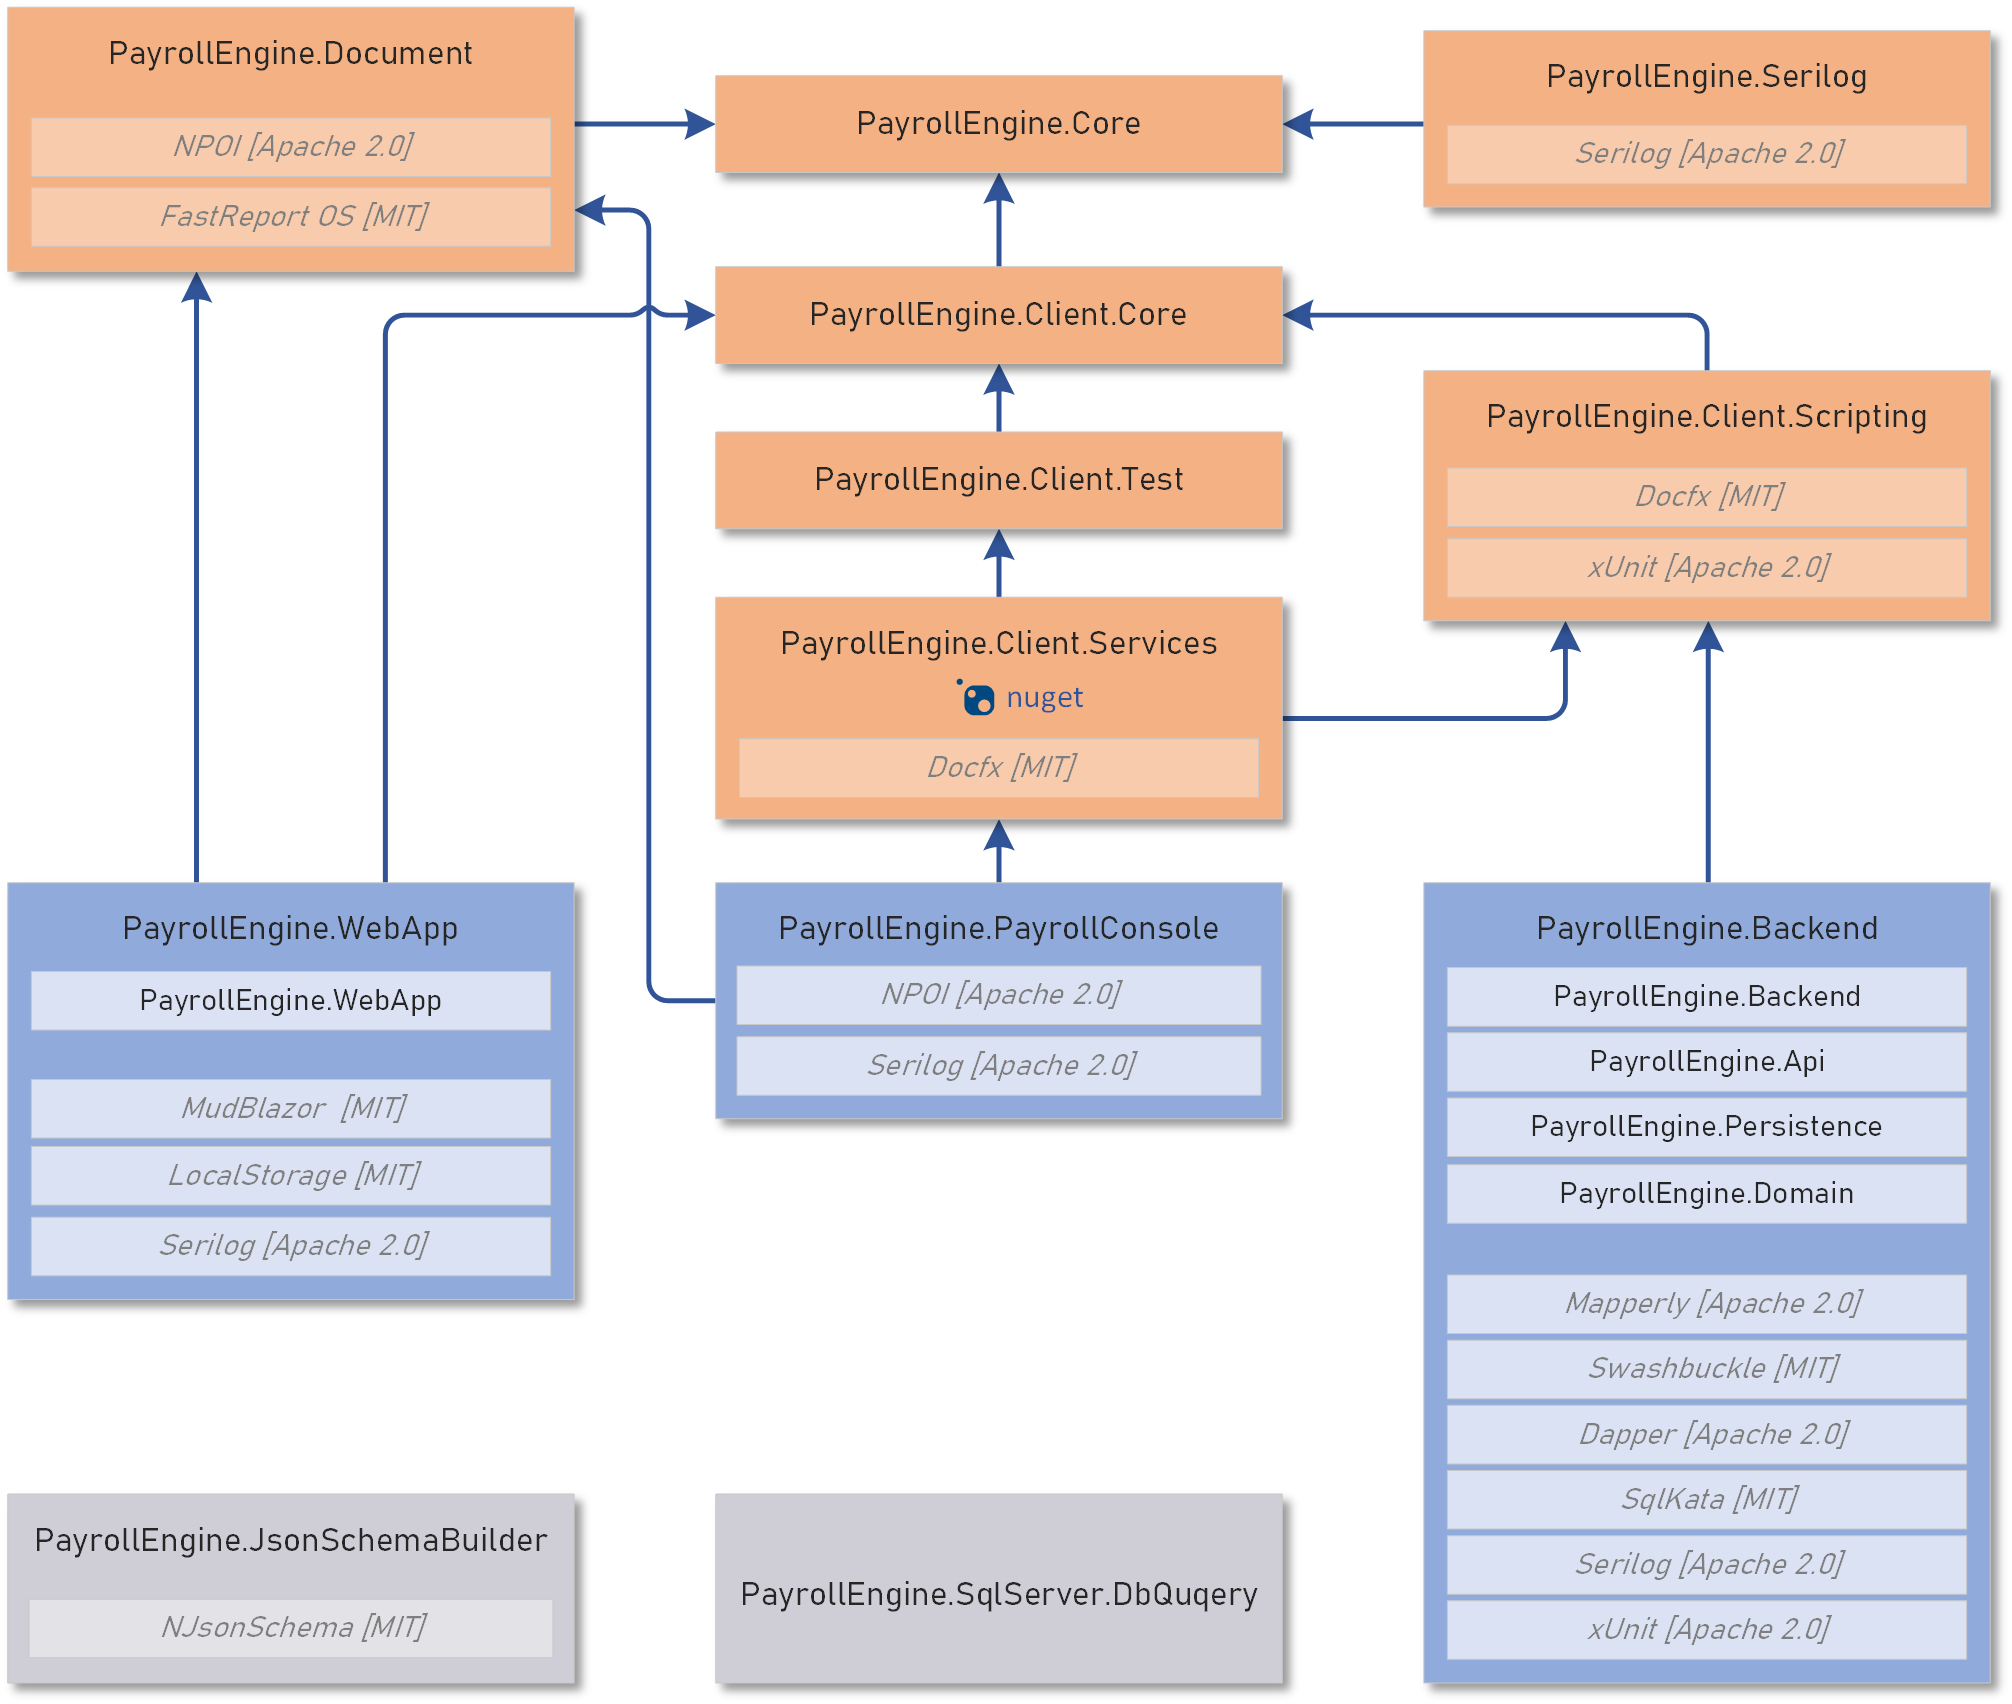 PayrollEngine.Document
NPOI [Apache 2.0]
FastReport OS [MIT]
PayrollEngine.Core
PayrollEngine.Serilog
Serilog [Apache 2.0]
PayrollEngine.Client.Core
PayrollEngine.Client.Test
PayrollEngine.Client.Scripting
Docfx [MIT]
xUnit [Apache 2.0]
PayrollEngine.Client.Services
nuget
Docfx [MIT]
PayrollEngine.WebApp
PayrollEngine.WebApp
MudBlazor [MIT]
LocalStorage [MIT]
Serilog [Apache 2.0]
PayrollEngine.PayrollConsole
NPOI [Apache 2.0]
Serilog [Apache 2.0]
PayrollEngine.Backend
PayrollEngine.Backend
PayrollEngine.Api
PayrollEngine.Persistence
PayrollEngine.Domain
Mapperly [Apache 2.0]
Swashbuckle [MIT]
Dapper [Apache 2.0]
SqlKata [MIT]
Serilog [Apache 2.0]
xUnit [Apache 2.0]
PayrollEngine.JsonSchemaBuilder
NJsonSchema [MIT]
PayrollEngine.SqlServer.DbQuqery